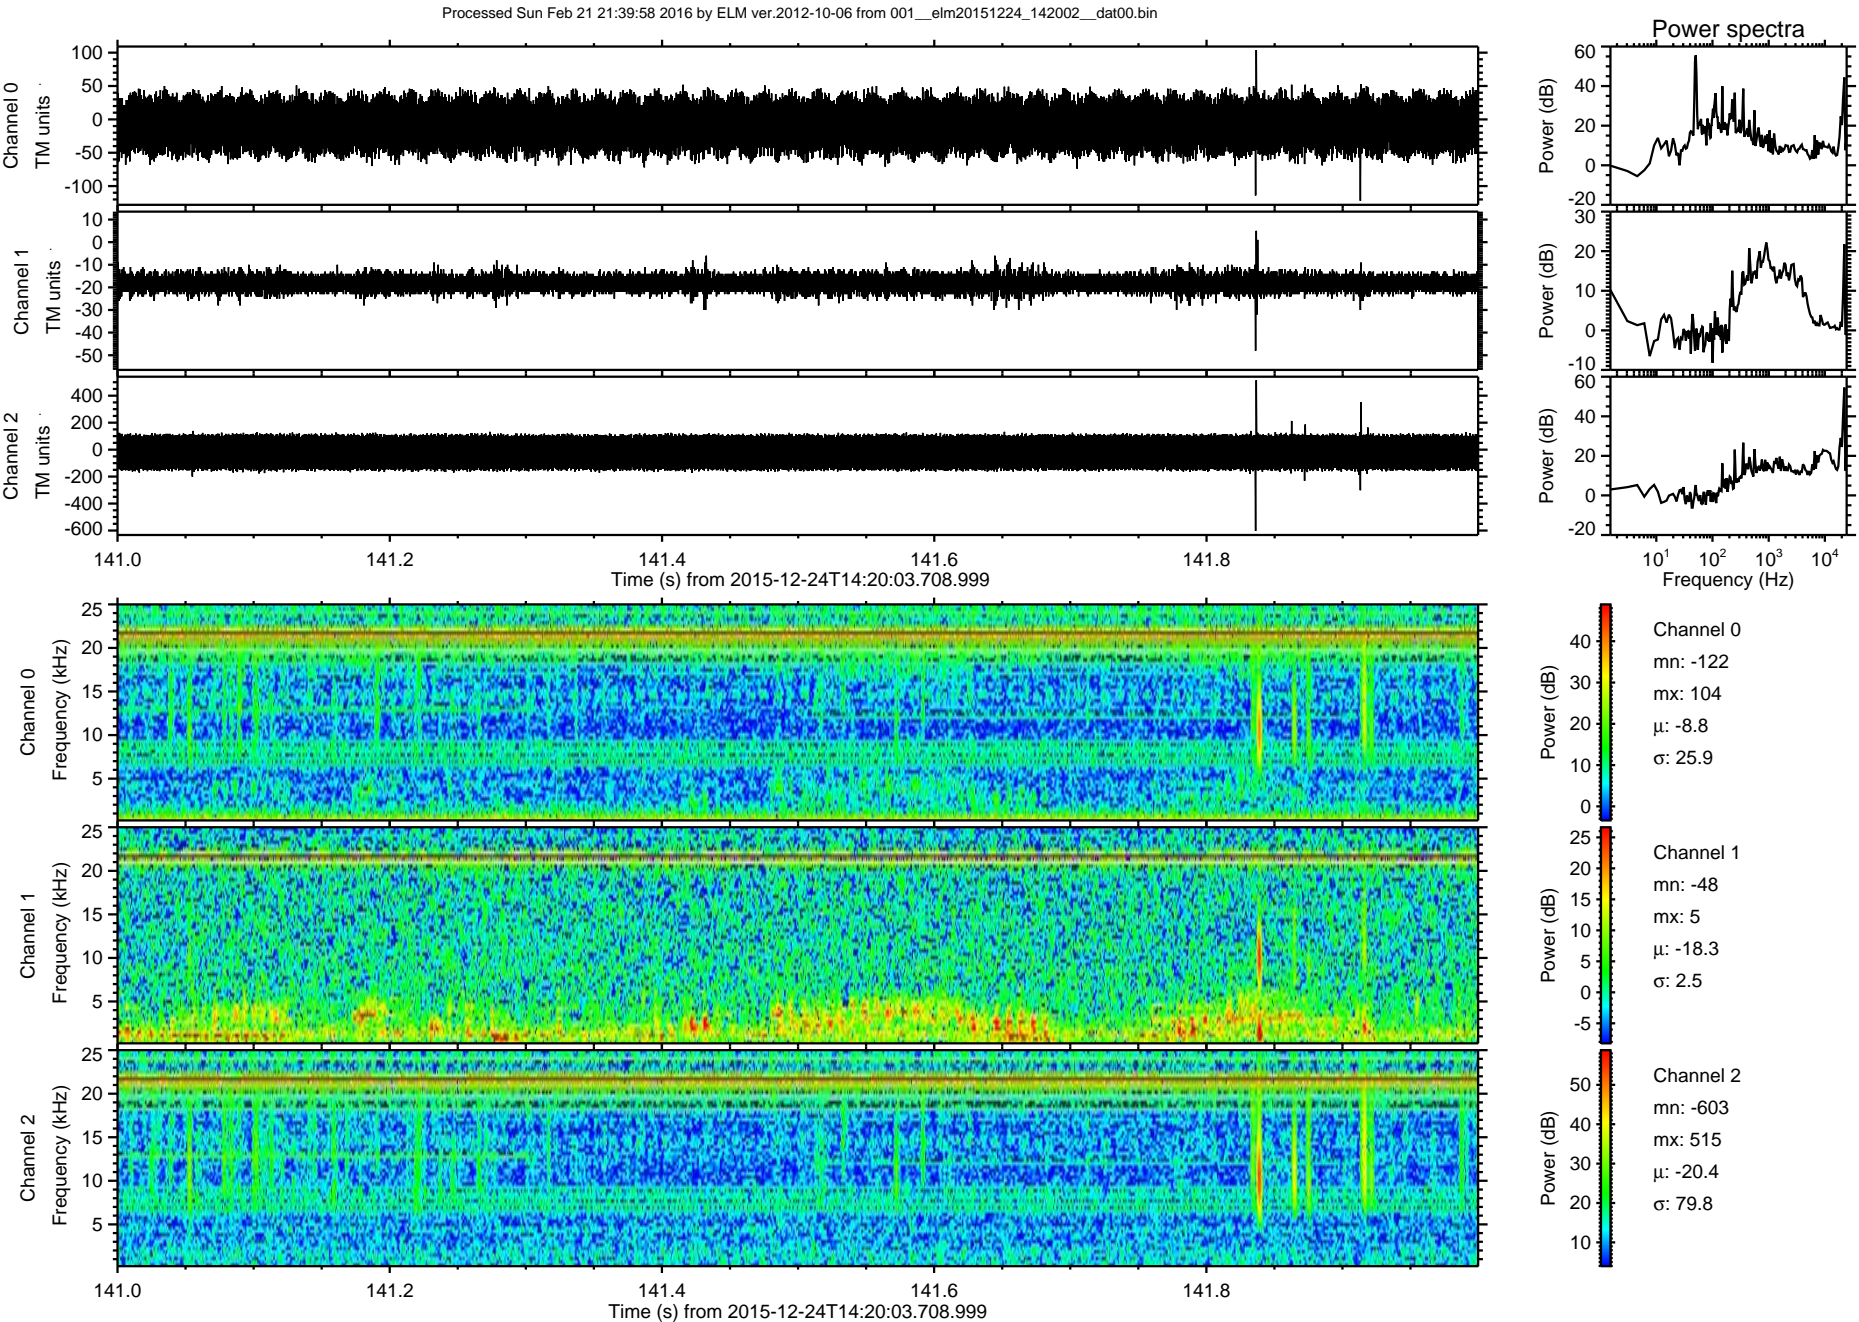 Processed Sun Feb 21 21:39:58 2016 by ELM ver.2012-10-06 from 001__elm20151224_142002__dat00.bin
Power spectra
Channel 0
TM units
100
50
0
-50
-100
Power (dB)
60
40
20
0
-20
Channel 1
TM units
10
0
-10
-20
-30
-40
-50
Power (dB)
30
20
10
0
-10
Channel 2
TM units
400
200
0
-200
-400
-600
Power (dB)
60
40
20
0
-20
141.0 141.2 141.4 141.6 141.8
Time (s) from 2015-12-24T14:20:03.708.999
10¹ 10² 10³ 10⁴
Frequency (Hz)
Channel 0
Frequency (kHz)
25
20
15
10
5
Power (dB)
40
30
20
10
0
Channel 0
mn: -122
mx: 104
μ: -8.8
σ: 25.9
Channel 1
Frequency (kHz)
25
20
15
10
5
Power (dB)
25
20
15
10
5
0
-5
Channel 1
mn: -48
mx: 5
μ: -18.3
σ: 2.5
Channel 2
Frequency (kHz)
25
20
15
10
5
Power (dB)
50
40
30
20
10
Channel 2
mn: -603
mx: 515
μ: -20.4
σ: 79.8
141.0 141.2 141.4 141.6 141.8
Time (s) from 2015-12-24T14:20:03.708.999